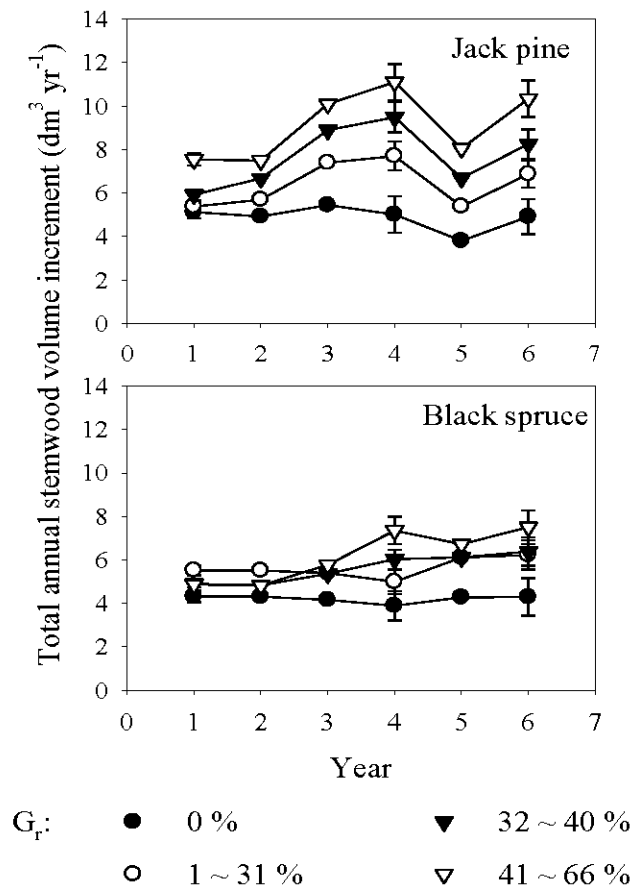 Total annual stemwood volume increment (dm³ yr⁻¹)
14
12
10
8
6
4
2
0
Jack pine
0 1 2 3 4 5 6 7
14
12
10
8
6
4
2
0
Black spruce
0 1 2 3 4 5 6 7
Year
Gᵣ: 0 % 32 ~ 40 %
1 ~ 31 % 41 ~ 66 %